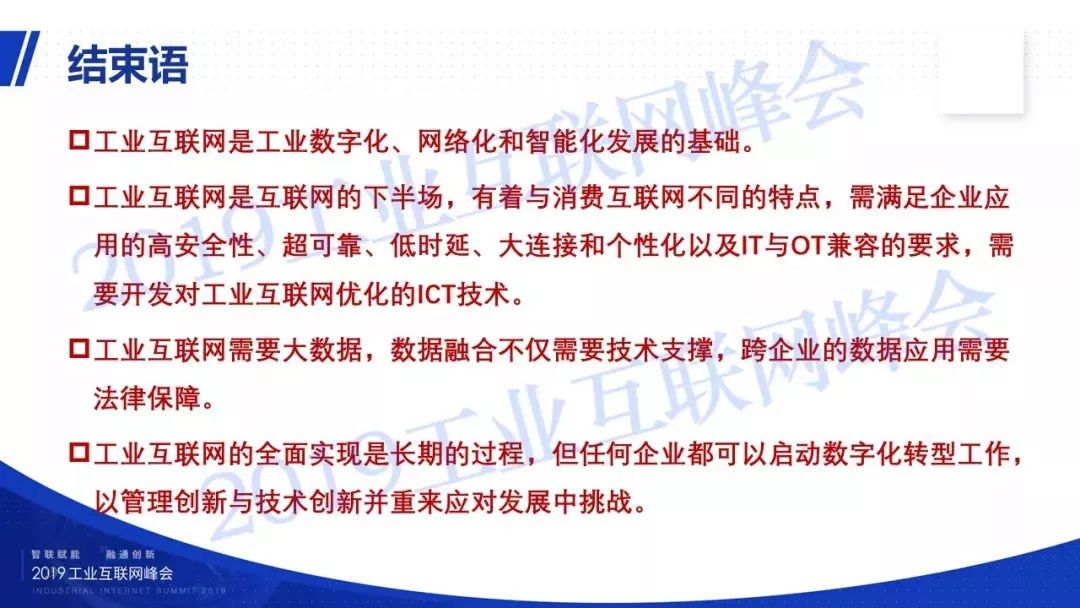 结束语
工业互联网是工业数字化、网络化和智能化发展的基础。
工业互联网是互联网的下半场，有着与消费互联网不同的特点，需满足企业应
用的高安全性、超可靠、低时延、大连接和个性化以及IT与OT兼容的要求，需
要开发对工业互联网优化的ICT技术。
工业互联网需要大数据，数据融合不仅需要技术支撑，跨企业的数据应用需要
法律保障。
工业互联网的全面实现是长期的过程，但任何企业都可以启动数字化转型工作，
以管理创新与技术创新并重来应对发展中挑战。
2019工业互联网峰会
2019工业互联网峰会
智联赋能 融通创新
2019工业互联网峰会
INDUSTRIAL INTERNET SUMMIT 2019